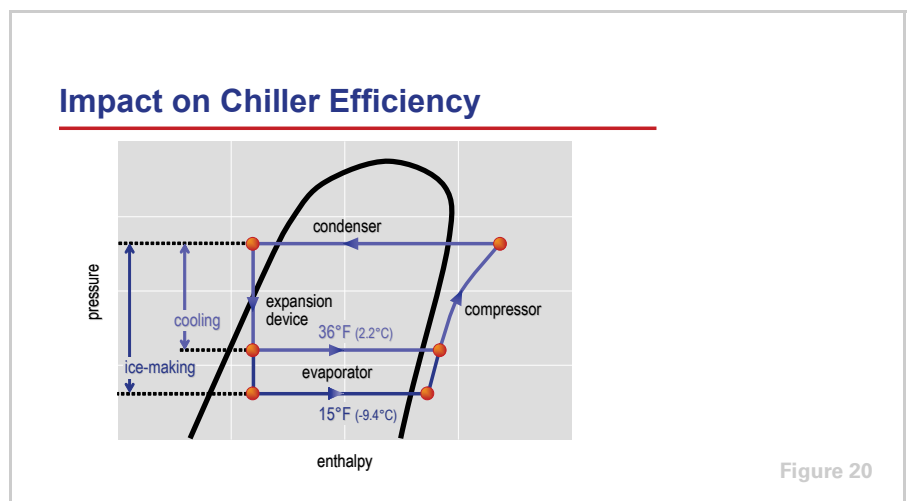 Impact on Chiller Efficiency
condenser
pressure
expansion
device
compressor
cooling
36°F (2.2°C)
ice-making
evaporator
15°F (-9.4°C)
enthalpy
Figure 20